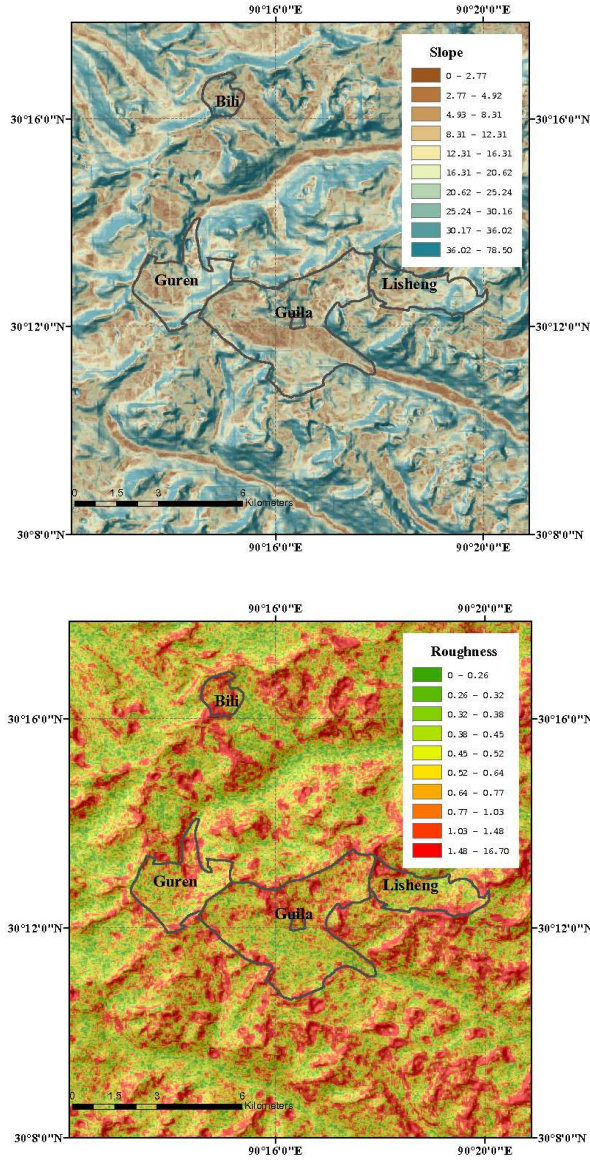 90°16'0"E 90°20'0"E
Slope
0 - 2.77
2.77 - 4.92
4.93 - 8.31
8.31 - 12.31
12.31 - 16.31
16.31 - 20.62
20.62 - 25.24
25.24 - 30.16
30.17 - 36.02
36.02 - 78.50
Bili
30°16'0"N 30°16'0"N
Guren
Lisheng
Guila
30°12'0"N 30°12'0"N
0 1.5 3 6
Kilometers
30°8'0"N 30°8'0"N
90°16'0"E 90°20'0"E
90°16'0"E 90°20'0"E
Roughness
0 - 0.26
0.26 - 0.32
0.32 - 0.38
0.38 - 0.45
0.45 - 0.52
0.52 - 0.64
0.64 - 0.77
0.77 - 1.03
1.03 - 1.48
1.48 - 16.70
Bili
30°16'0"N 30°16'0"N
Guren
Lisheng
Guila
30°12'0"N 30°12'0"N
0 1.5 3 6
Kilometers
30°8'0"N 30°8'0"N
90°16'0"E 90°20'0"E